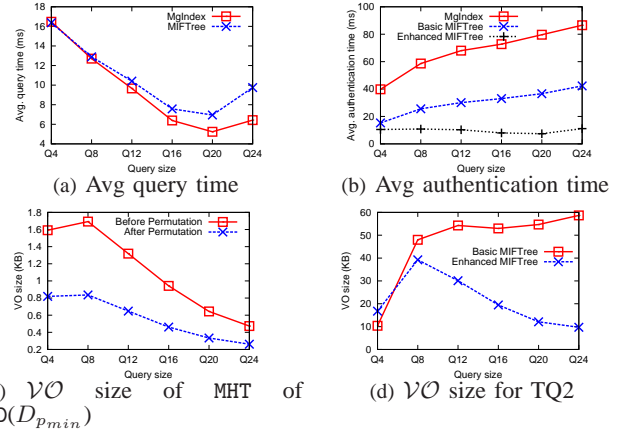 18
16
14
12
10
8
6
4
Avg. query time (ms)
MgIndex
MIFTree
Q4 Q8 Q12 Q16 Q20 Q24
Query size
(a) Avg query time
100
80
60
40
20
0
Avg. authentication time (ms)
MgIndex
Basic MIFTree
Enhanced MIFTree
Q4 Q8 Q12 Q16 Q20 Q24
Query size
(b) Avg authentication time
1.8
1.6
1.4
1.2
1
0.8
0.6
0.4
0.2
VO size (KB)
Before Permutation
After Permutation
Q4 Q8 Q12 Q16 Q20 Q24
Query size
) 𝒱𝒪 size of MHT of
(D_{p_{min}})
60
50
40
30
20
10
0
VO size (KB)
Basic MIFTree
Enhanced MIFTree
Q4 Q8 Q12 Q16 Q20 Q24
Query size
(d) 𝒱𝒪 size for TQ2